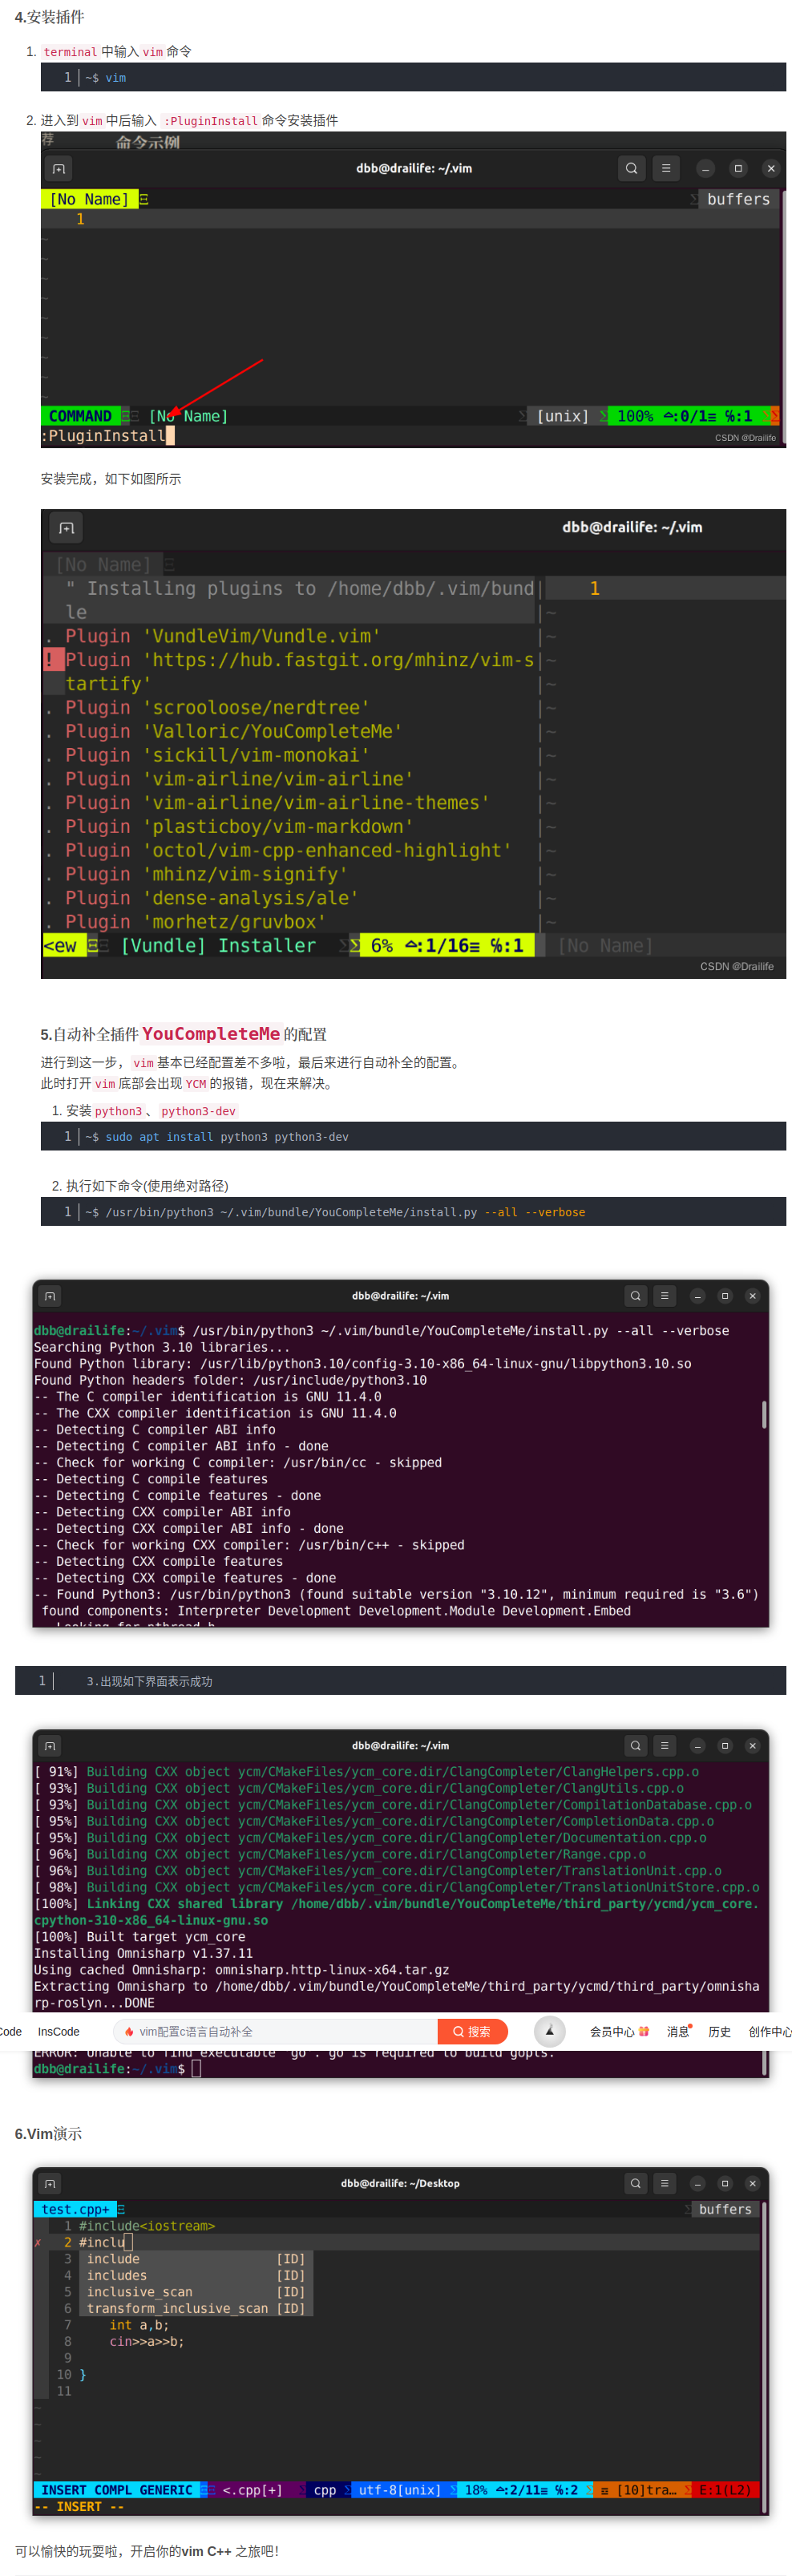 4.安装插件
1. terminal 中输入 vim 命令
1 ~$ vim
2. 进入到 vim 中后输入 :PluginInstall 命令安装插件
荐 命令示例
dbb@drailife: ~/.vim
[No Name] buffers
1
~
~
~
~
~
~
~
~
~
COMMAND [No Name] [unix] 100% :0/1≡ ℅:1
:PluginInstall
CSDN @Drailife
安装完成，如下如图所示
dbb@drailife: ~/.vim
[No Name]
" Installing plugins to /home/dbb/.vim/bund| 1
le |~
. Plugin 'VundleVim/Vundle.vim' |~
! Plugin 'https://hub.fastgit.org/mhinz/vim-s|~
tartify' |~
. Plugin 'scrooloose/nerdtree' |~
. Plugin 'Valloric/YouCompleteMe' |~
. Plugin 'sickill/vim-monokai' |~
. Plugin 'vim-airline/vim-airline' |~
. Plugin 'vim-airline/vim-airline-themes' |~
. Plugin 'plasticboy/vim-markdown' |~
. Plugin 'octol/vim-cpp-enhanced-highlight' |~
. Plugin 'mhinz/vim-signify' |~
. Plugin 'dense-analysis/ale' |~
. Plugin 'morhetz/gruvbox' |~
<ew [Vundle] Installer 6% :1/16≡ ℅:1 [No Name]
CSDN @Drailife
5.自动补全插件 YouCompleteMe 的配置
进行到这一步，vim 基本已经配置差不多啦，最后来进行自动补全的配置。
此时打开 vim 底部会出现 YCM 的报错，现在来解决。
1. 安装 python3 、 python3-dev
1 ~$ sudo apt install python3 python3-dev
2. 执行如下命令(使用绝对路径)
1 ~$ /usr/bin/python3 ~/.vim/bundle/YouCompleteMe/install.py --all --verbose
dbb@drailife: ~/.vim
dbb@drailife:~/.vim$ /usr/bin/python3 ~/.vim/bundle/YouCompleteMe/install.py --all --verbose
Searching Python 3.10 libraries...
Found Python library: /usr/lib/python3.10/config-3.10-x86_64-linux-gnu/libpython3.10.so
Found Python headers folder: /usr/include/python3.10
-- The C compiler identification is GNU 11.4.0
-- The CXX compiler identification is GNU 11.4.0
-- Detecting C compiler ABI info
-- Detecting C compiler ABI info - done
-- Check for working C compiler: /usr/bin/cc - skipped
-- Detecting C compile features
-- Detecting C compile features - done
-- Detecting CXX compiler ABI info
-- Detecting CXX compiler ABI info - done
-- Check for working CXX compiler: /usr/bin/c++ - skipped
-- Detecting CXX compile features
-- Detecting CXX compile features - done
-- Found Python3: /usr/bin/python3 (found suitable version "3.10.12", minimum required is "3.6")
found components: Interpreter Development Development.Module Development.Embed
-- Looking for pthread.h
1 3.出现如下界面表示成功
dbb@drailife: ~/.vim
[ 91%] Building CXX object ycm/CMakeFiles/ycm_core.dir/ClangCompleter/ClangHelpers.cpp.o
[ 93%] Building CXX object ycm/CMakeFiles/ycm_core.dir/ClangCompleter/ClangUtils.cpp.o
[ 93%] Building CXX object ycm/CMakeFiles/ycm_core.dir/ClangCompleter/CompilationDatabase.cpp.o
[ 95%] Building CXX object ycm/CMakeFiles/ycm_core.dir/ClangCompleter/CompletionData.cpp.o
[ 95%] Building CXX object ycm/CMakeFiles/ycm_core.dir/ClangCompleter/Documentation.cpp.o
[ 96%] Building CXX object ycm/CMakeFiles/ycm_core.dir/ClangCompleter/Range.cpp.o
[ 96%] Building CXX object ycm/CMakeFiles/ycm_core.dir/ClangCompleter/TranslationUnit.cpp.o
[ 98%] Building CXX object ycm/CMakeFiles/ycm_core.dir/ClangCompleter/TranslationUnitStore.cpp.o
[100%] Linking CXX shared library /home/dbb/.vim/bundle/YouCompleteMe/third_party/ycmd/ycm_core.
cpython-310-x86_64-linux-gnu.so
[100%] Built target ycm_core
Installing Omnisharp v1.37.11
Using cached Omnisharp: omnisharp.http-linux-x64.tar.gz
Extracting Omnisharp to /home/dbb/.vim/bundle/YouCompleteMe/third_party/ycmd/third_party/omnisha
rp-roslyn...DONE
Code InsCode vim配置c语言自动补全 搜索 会员中心 消息 历史 创作中心
ERROR: Unable to find executable 'go'. go is required to build gopls.
dbb@drailife:~/.vim$
6.Vim演示
dbb@drailife: ~/Desktop
test.cpp+ buffers
1 #include<iostream>
✗ 2 #inclu
3 include [ID]
4 includes [ID]
5 inclusive_scan [ID]
6 transform_inclusive_scan [ID]
7 int a,b;
8 cin>>a>>b;
9
10 }
11
~
~
~
~
~
INSERT COMPL GENERIC <.cpp[+] cpp utf-8[unix] 18% :2/11≡ ℅:2 [10]tra… E:1(L2)
-- INSERT --
可以愉快的玩耍啦，开启你的vim C++ 之旅吧！